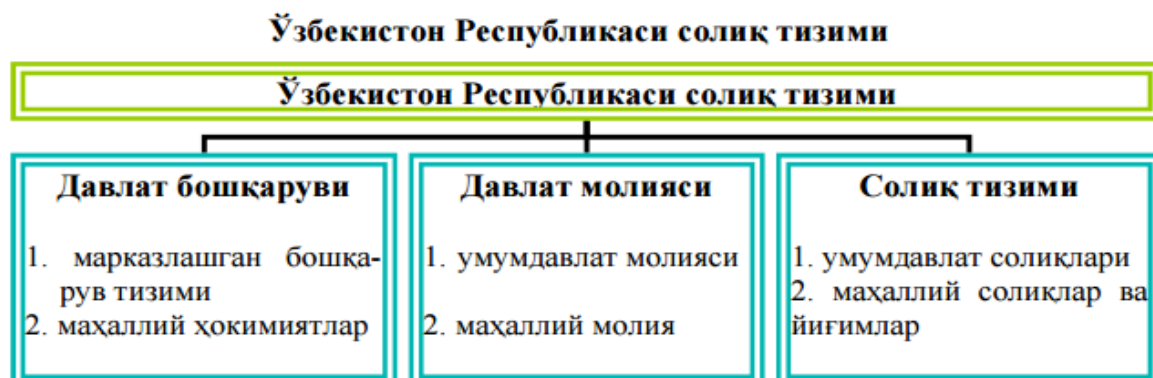 Ўзбекистон Республикаси солиқ тизими
Ўзбекистон Республикаси солиқ тизими
Давлат бошқаруви
1. марказлашган бошқа-
рув тизими
2. маҳаллий ҳокимиятлар
Давлат молияси
1. умумдавлат молияси
2. маҳаллий молия
Солиқ тизими
1. умумдавлат солиқлари
2. маҳаллий солиқлар ва
йиғимлар